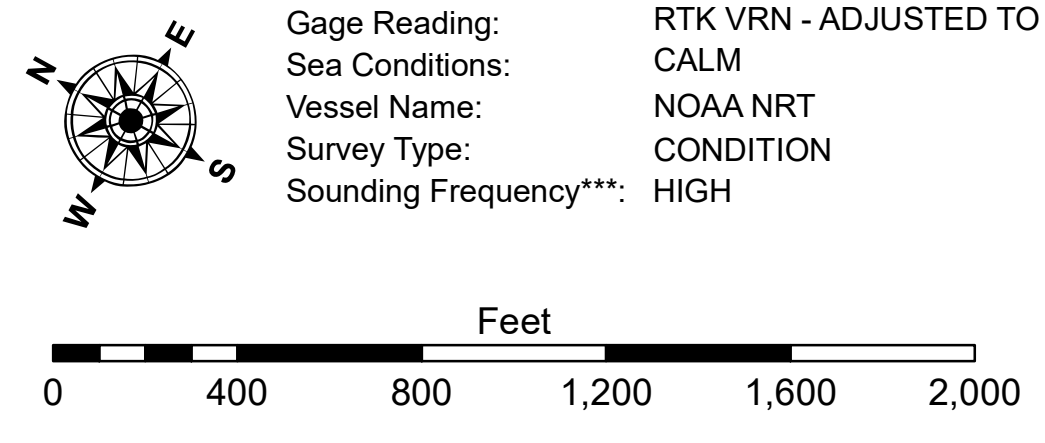 N
E
S
W
Gage Reading: RTK VRN - ADJUSTED TO
Sea Conditions: CALM
Vessel Name: NOAA NRT
Survey Type: CONDITION
Sounding Frequency***: HIGH
Feet
0 400 800 1,200 1,600 2,000